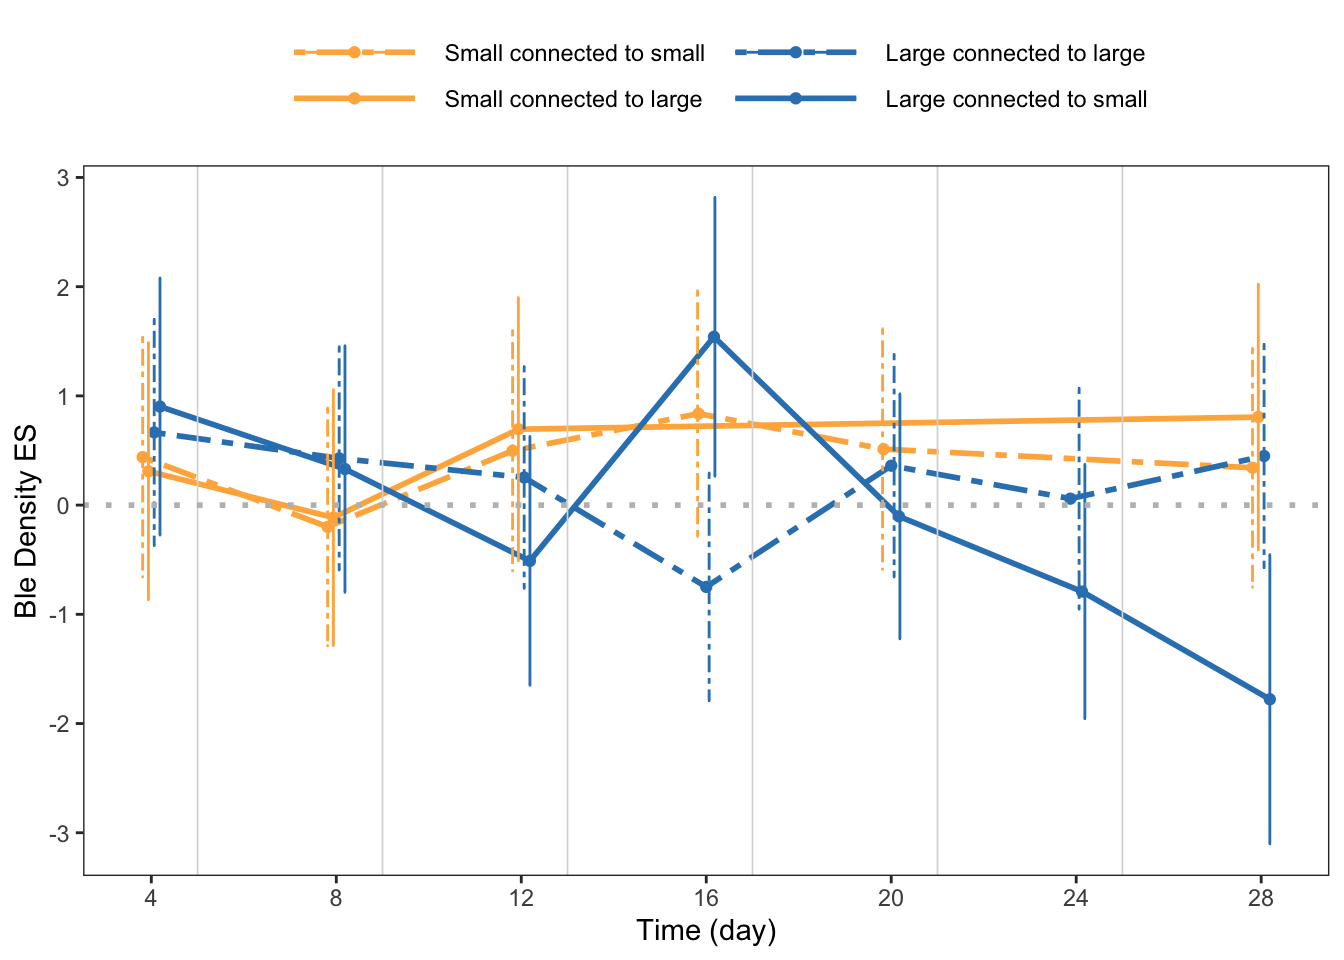 Small connected to small Large connected to large
Small connected to large Large connected to small
3
2
1
0
-1
-2
-3
Ble Density ES
4 8 12 16 20 24 28
Time (day)